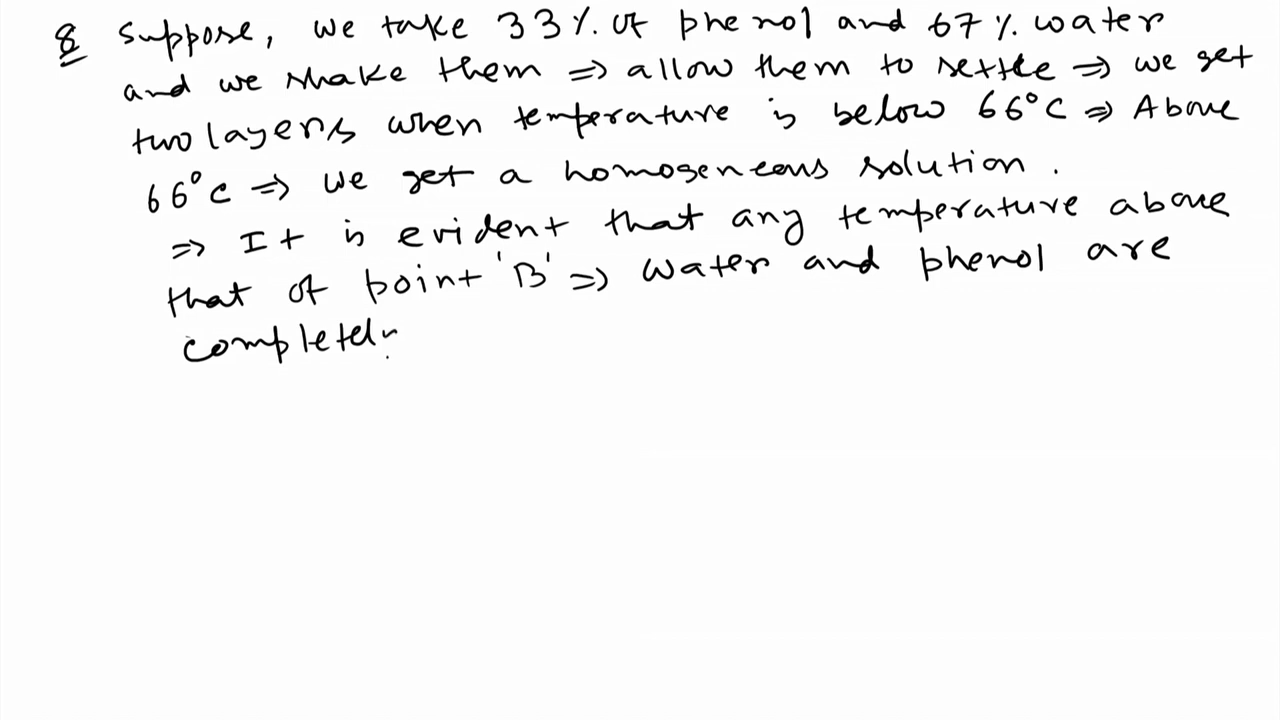 8 Suppose, we take 33%. of phenol and 67%. water
and we shake them ⇒ allow them to settle ⇒ we get
two layers when temperature is below 66°C ⇒ Above
66°C ⇒ we get a homogeneous solution.
⇒ It is evident that any temperature above
that of point 'B' ⇒ water and phenol are
completely